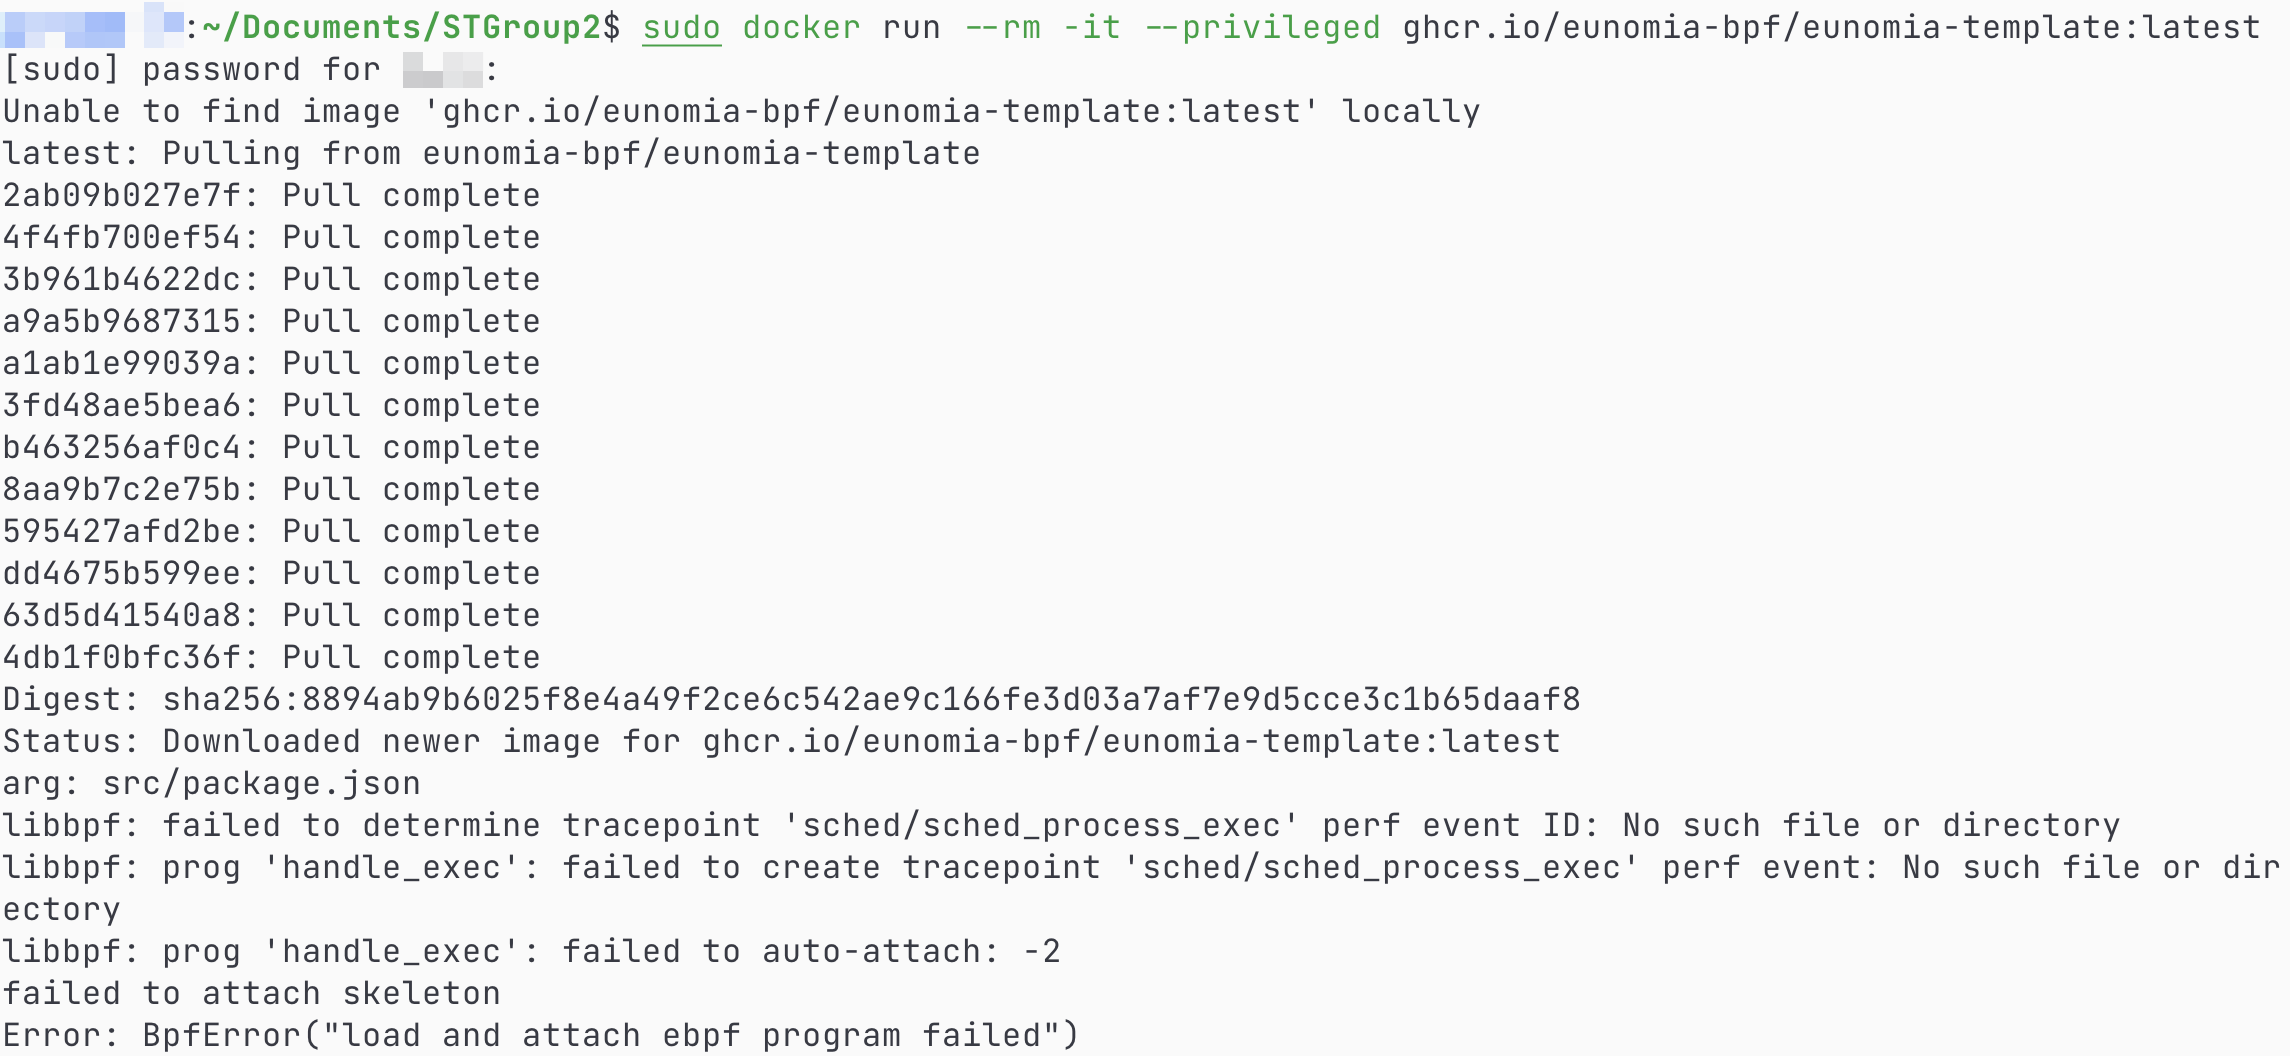 :~/Documents/STGroup2$ sudo docker run --rm -it --privileged ghcr.io/eunomia-bpf/eunomia-template:latest
[sudo] password for :
Unable to find image 'ghcr.io/eunomia-bpf/eunomia-template:latest' locally
latest: Pulling from eunomia-bpf/eunomia-template
2ab09b027e7f: Pull complete
4f4fb700ef54: Pull complete
3b961b4622dc: Pull complete
a9a5b9687315: Pull complete
a1ab1e99039a: Pull complete
3fd48ae5bea6: Pull complete
b463256af0c4: Pull complete
8aa9b7c2e75b: Pull complete
595427afd2be: Pull complete
dd4675b599ee: Pull complete
63d5d41540a8: Pull complete
4db1f0bfc36f: Pull complete
Digest: sha256:8894ab9b6025f8e4a49f2ce6c542ae9c166fe3d03a7af7e9d5cce3c1b65daaf8
Status: Downloaded newer image for ghcr.io/eunomia-bpf/eunomia-template:latest
arg: src/package.json
libbpf: failed to determine tracepoint 'sched/sched_process_exec' perf event ID: No such file or directory
libbpf: prog 'handle_exec': failed to create tracepoint 'sched/sched_process_exec' perf event: No such file or dir
ectory
libbpf: prog 'handle_exec': failed to auto-attach: -2
failed to attach skeleton
Error: BpfError("load and attach ebpf program failed")